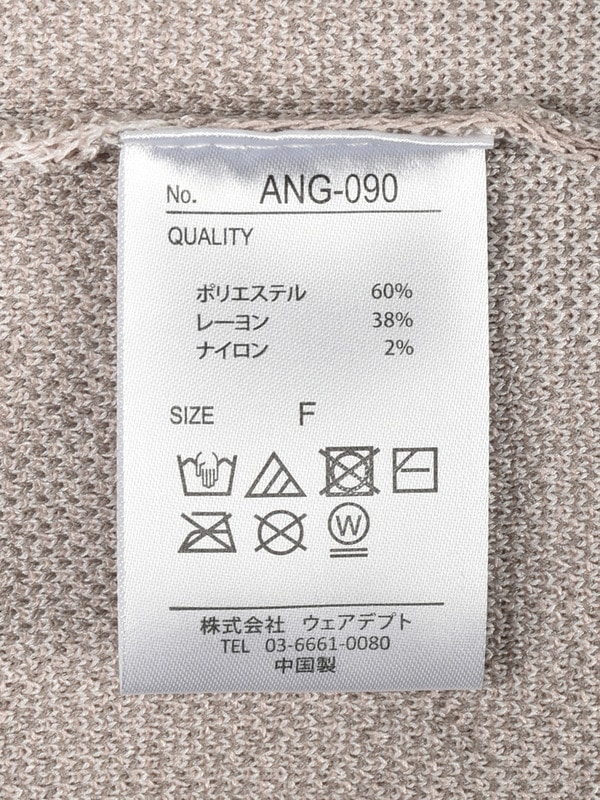 No. ANG-090
QUALITY
ポリエステル 60%
レーヨン 38%
ナイロン 2%
SIZE F
W
株式会社 ウェアデプト
TEL 03-6661-0080
中国製